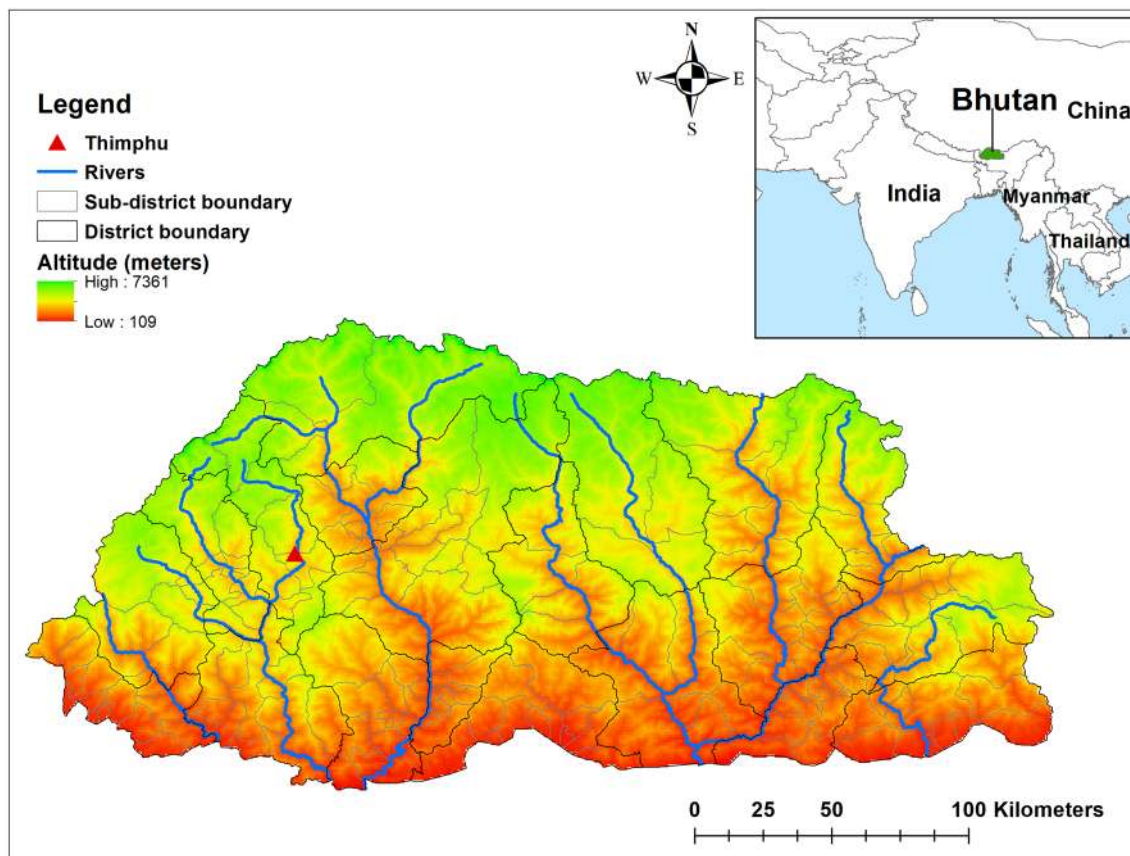 Legend
Thimphu
Rivers
Sub-district boundary
District boundary
Altitude (meters)
High : 7361
Low : 109
N
W E
S
Bhutan
China
India
Myanmar
Thailand
0 25 50 100 Kilometers